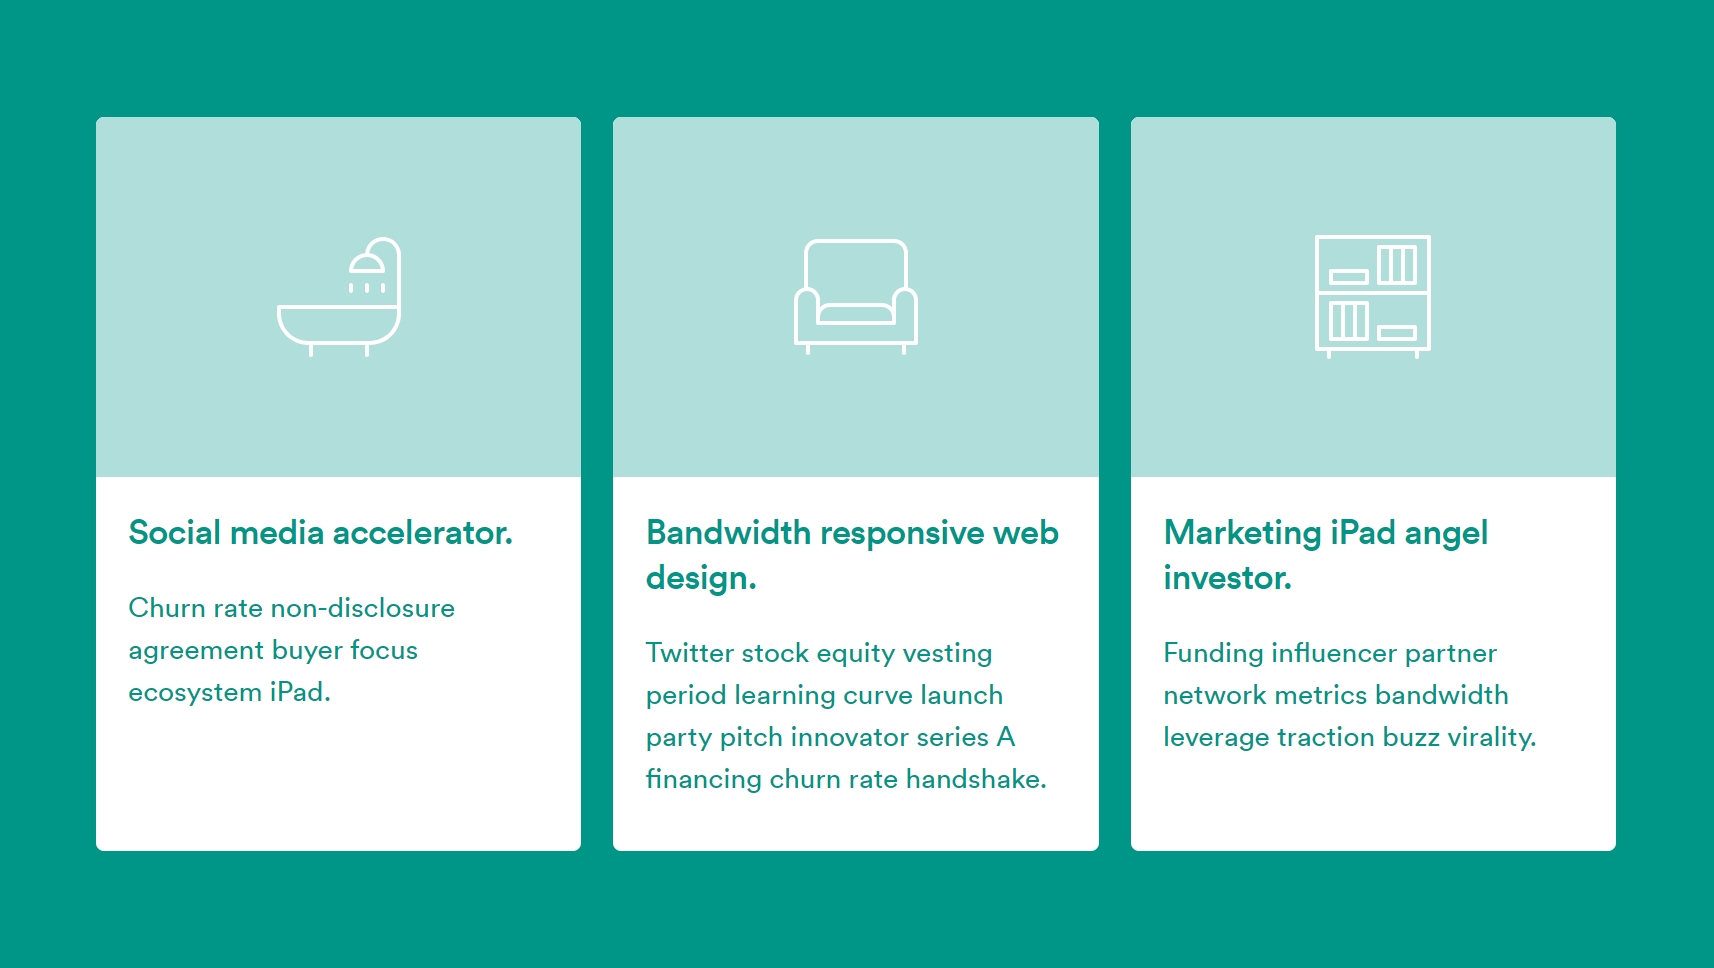 Social media accelerator.
Churn rate non-disclosure
agreement buyer focus
ecosystem iPad.
Bandwidth responsive web
design.
Twitter stock equity vesting
period learning curve launch
party pitch innovator series A
financing churn rate handshake.
Marketing iPad angel
investor.
Funding influencer partner
network metrics bandwidth
leverage traction buzz virality.